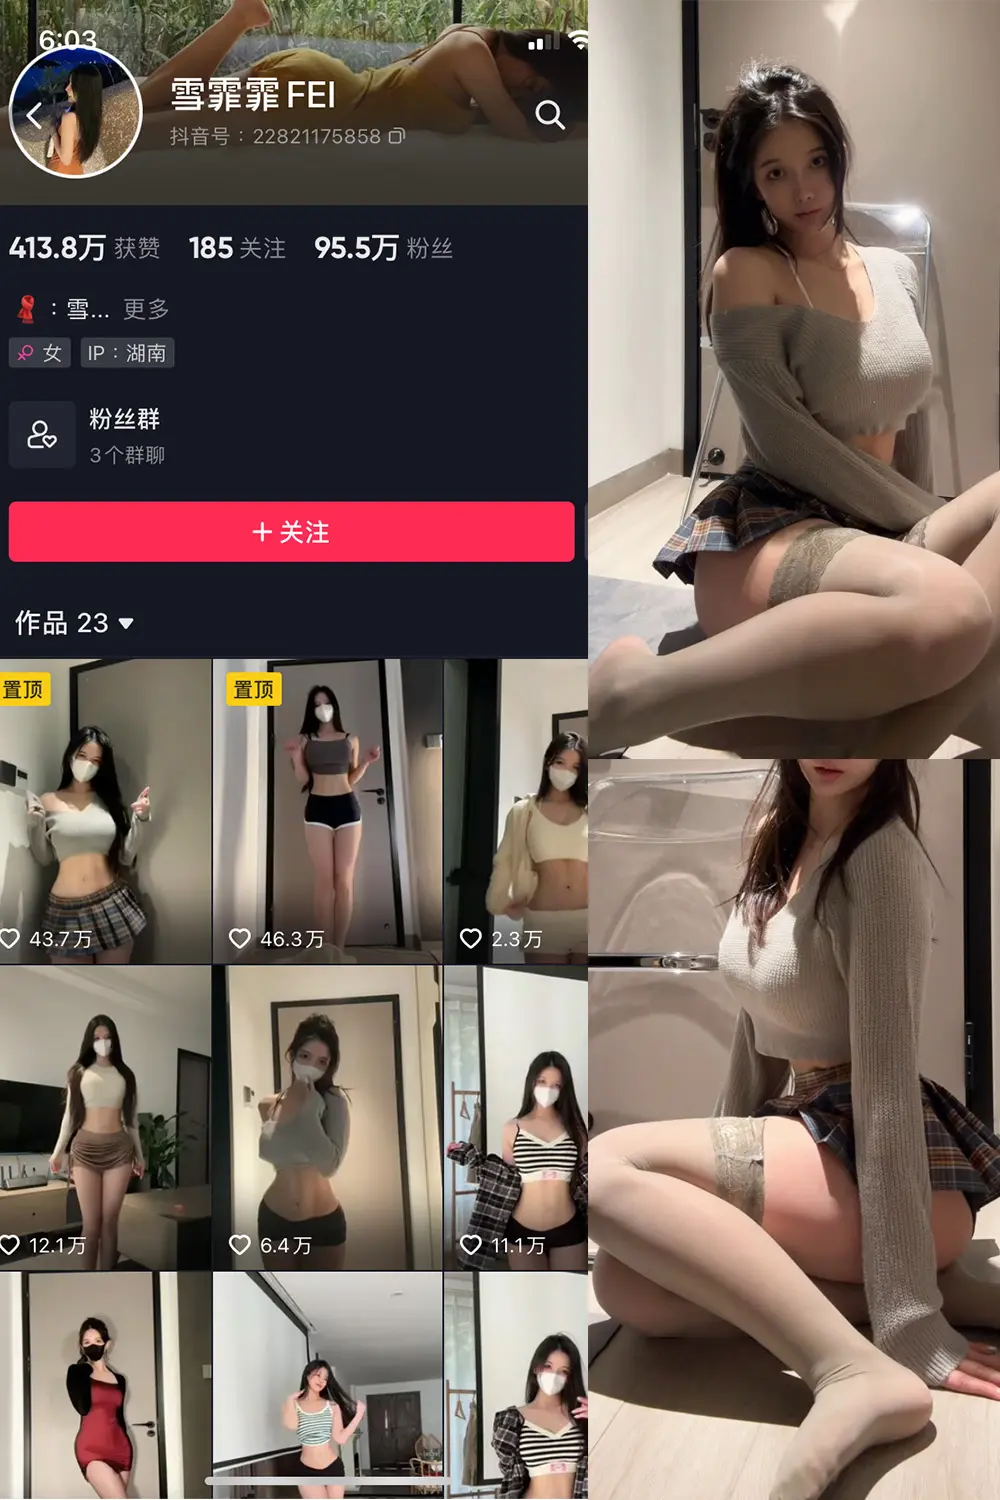 6:03
雪霏霏FEI
抖音号：22821175858
413.8万 获赞 185 关注 95.5万 粉丝
：雪... 更多
女 IP：湖南
粉丝群
3个群聊
+ 关注
作品 23
置顶 置顶
43.7万 46.3万 2.3万
12.1万 6.4万 11.1万